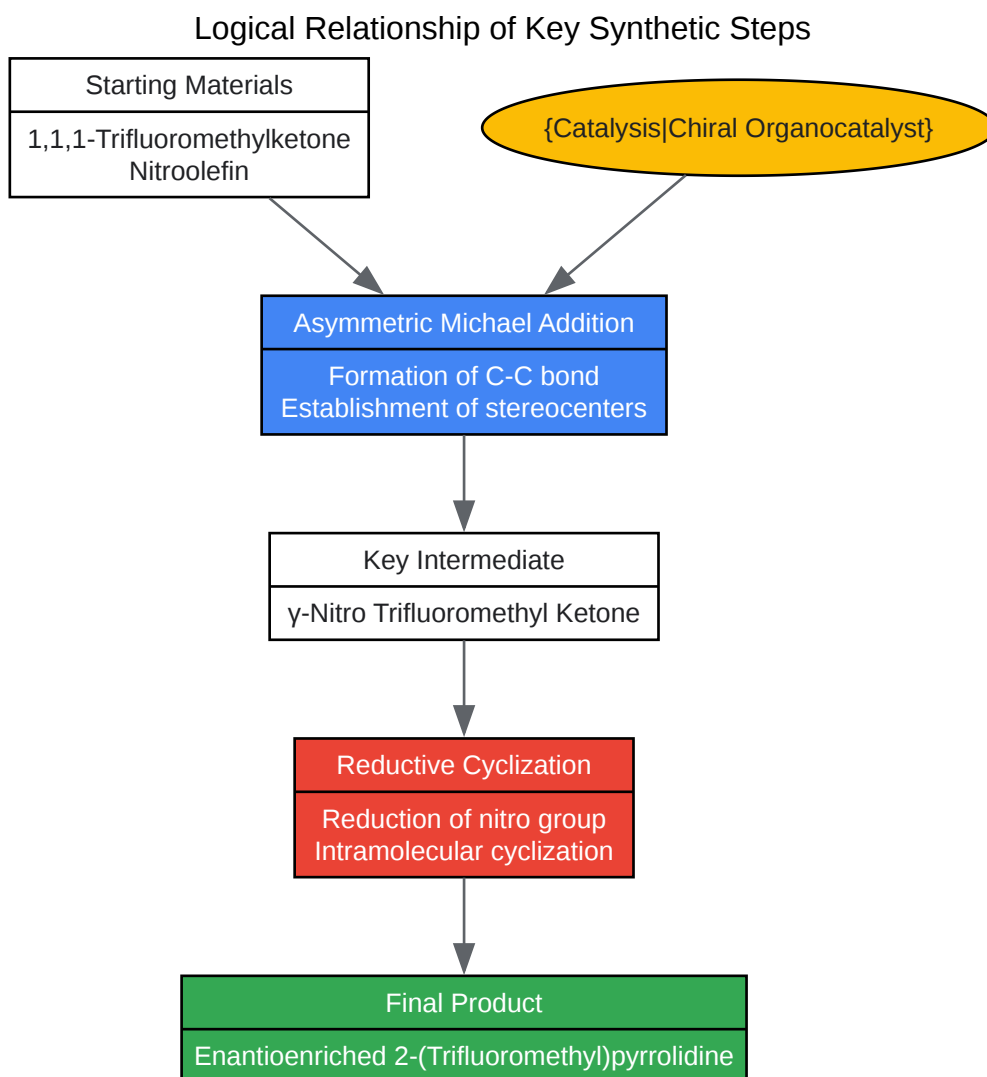 Logical Relationship of Key Synthetic Steps
Starting Materials
1,1,1-Trifluoromethylketone
Nitroolefin
{Catalysis|Chiral Organocatalyst}
Asymmetric Michael Addition
Formation of C-C bond
Establishment of stereocenters
Key Intermediate
γ-Nitro Trifluoromethyl Ketone
Reductive Cyclization
Reduction of nitro group
Intramolecular cyclization
Final Product
Enantioenriched 2-(Trifluoromethyl)pyrrolidine